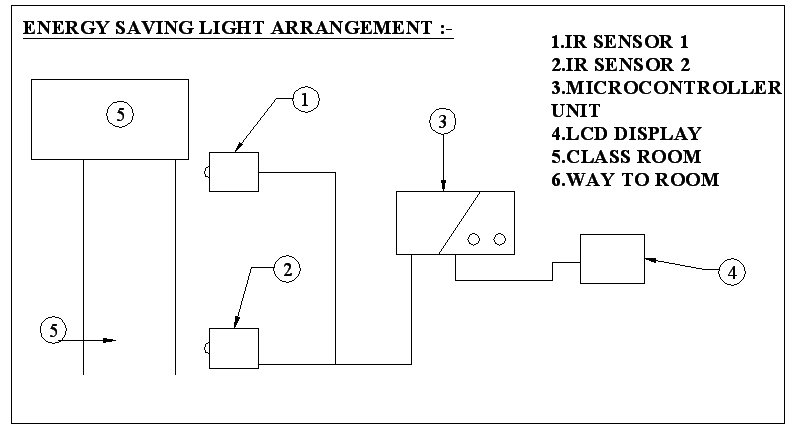 ENERGY SAVING LIGHT ARRANGEMENT :-
1.IR SENSOR 1
2.IR SENSOR 2
3.MICROCONTROLLER
UNIT
4.LCD DISPLAY
5.CLASS ROOM
6.WAY TO ROOM
5
1
3
2
4
5